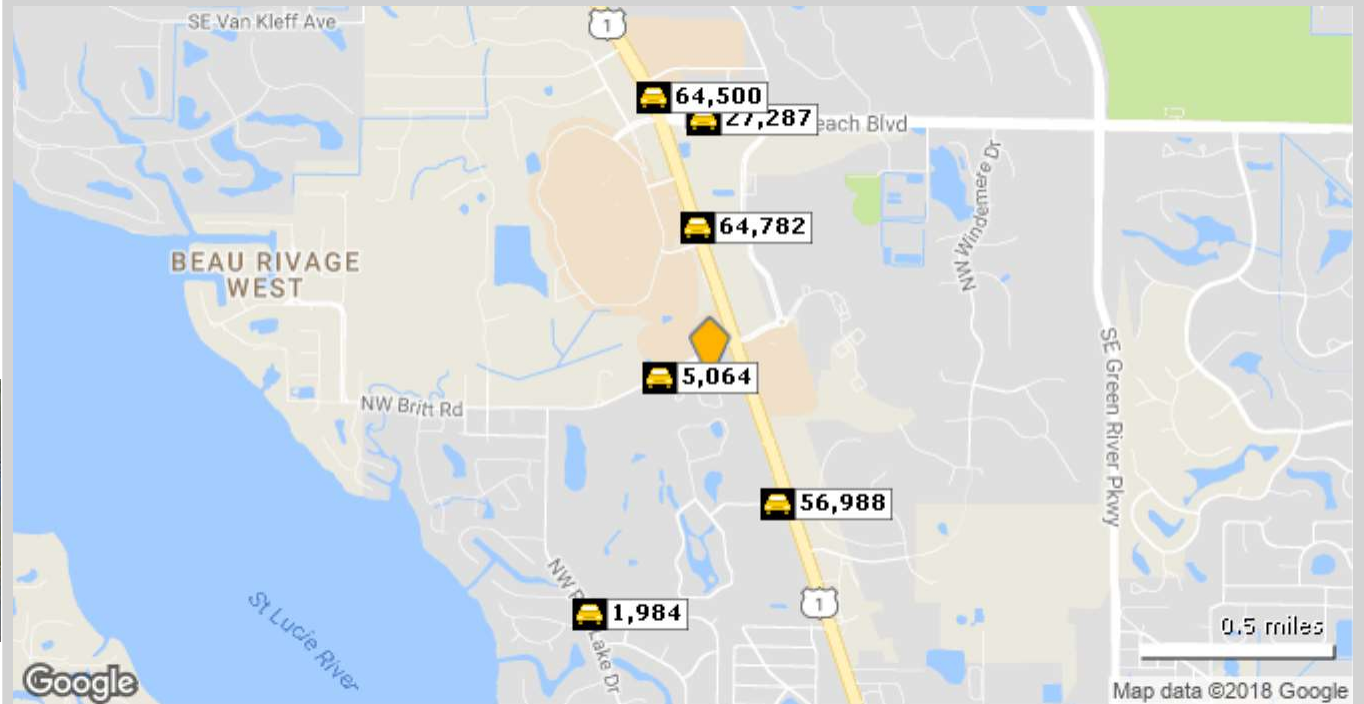 SE Van Kleff Ave
1
64,500
27,287
each Blvd
NW Windemere Dr
64,782
BEAU RIVAGE
WEST
SE Green River Pkwy
5,064
NW Britt Rd
56,988
1
NW
Lake Dr
1,984
St Lucie River
0.5 miles
Google
Map data ©2018 Google